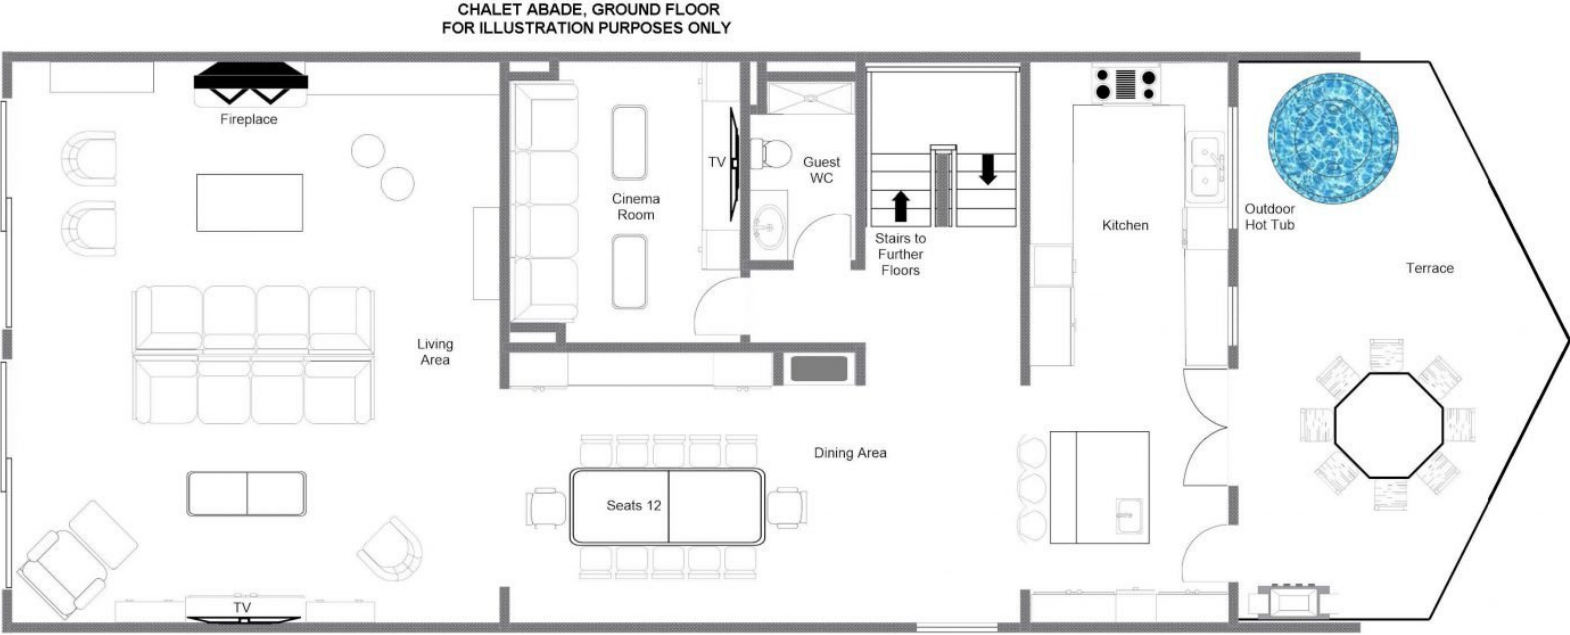 CHALET ABADE, GROUND FLOOR
FOR ILLUSTRATION PURPOSES ONLY
Fireplace
TV
Cinema
Room
Guest
WC
Stairs to
Further
Floors
Kitchen
Outdoor
Hot Tub
Terrace
Living
Area
Dining Area
Seats 12
TV